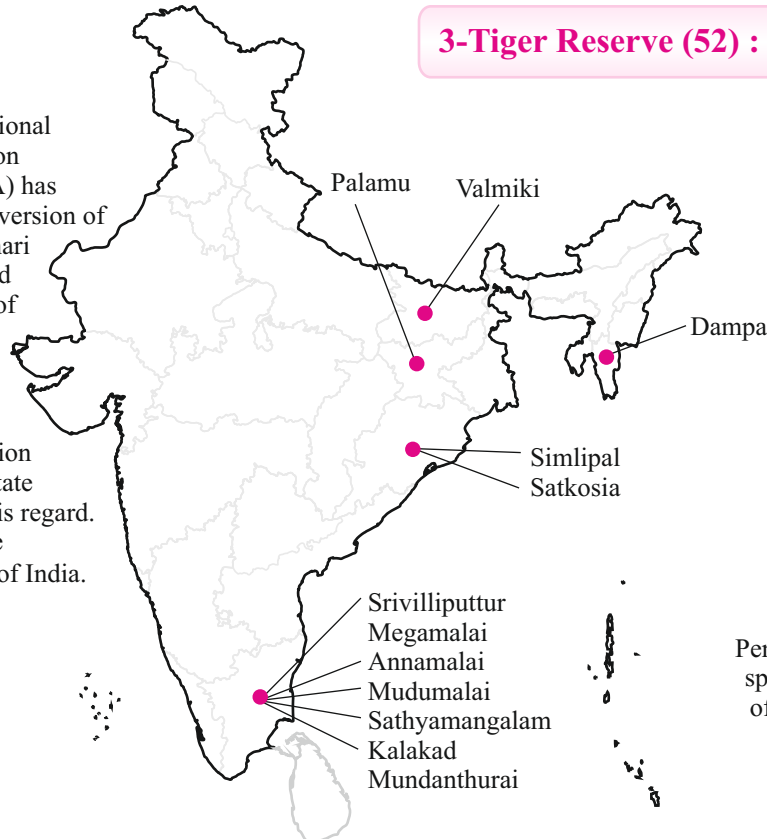 3-Tiger Reserve (52) :
ional
on
A) has
version of
ari
d
of
ion
tate
is regard.
e
of India.
Palamu
Valmiki
Dampa
Simlipal
Satkosia
Srivilliputtur
Megamalai
Annamalai
Mudumalai
Sathyamangalam
Kalakad
Mundanthurai
Per
sp
of